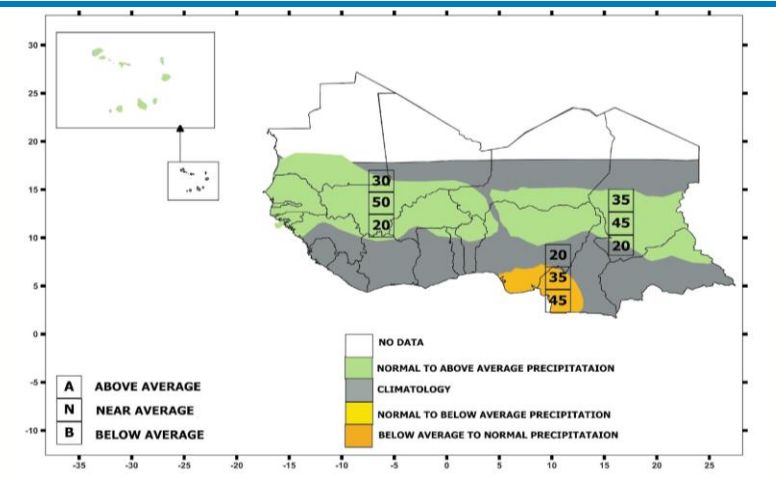 30
25
20
15
10
5
0
-5
-10
30
50
20
35
45
20
20
35
45
A ABOVE AVERAGE
N NEAR AVERAGE
B BELOW AVERAGE
NO DATA
NORMAL TO ABOVE AVERAGE PRECIPITATAION
CLIMATOLOGY
NORMAL TO BELOW AVERAGE PRECIPITATION
BELOW AVERAGE TO NORMAL PRECIPITATAION
-35 -30 -25 -20 -15 -10 -5 0 5 10 15 20 25